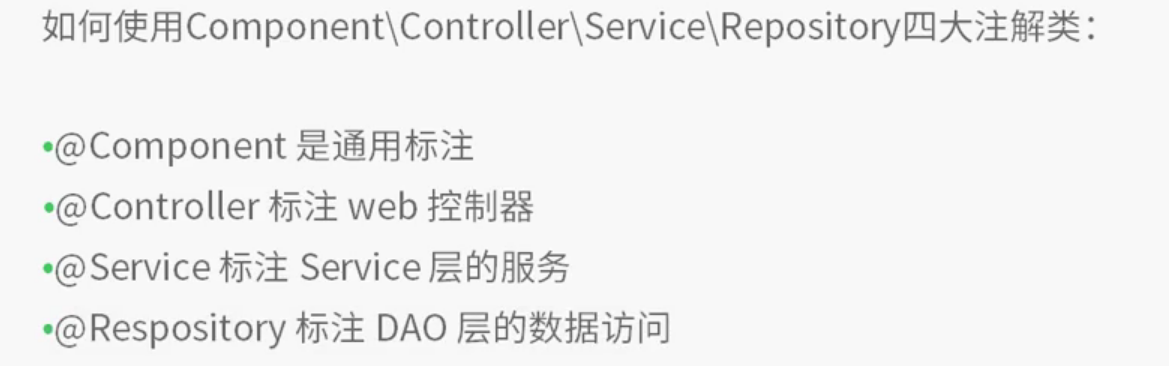 如何使用Component\Controller\Service\Repository四大注解类：
•@Component 是通用标注
•@Controller 标注 web 控制器
•@Service 标注 Service 层的服务
•@Respository 标注 DAO 层的数据访问